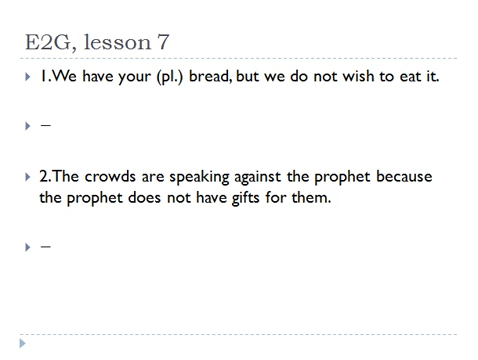 E2G, lesson 7
1.We have your (pl.) bread, but we do not wish to eat it.
–
2.The crowds are speaking against the prophet because
the prophet does not have gifts for them.
–